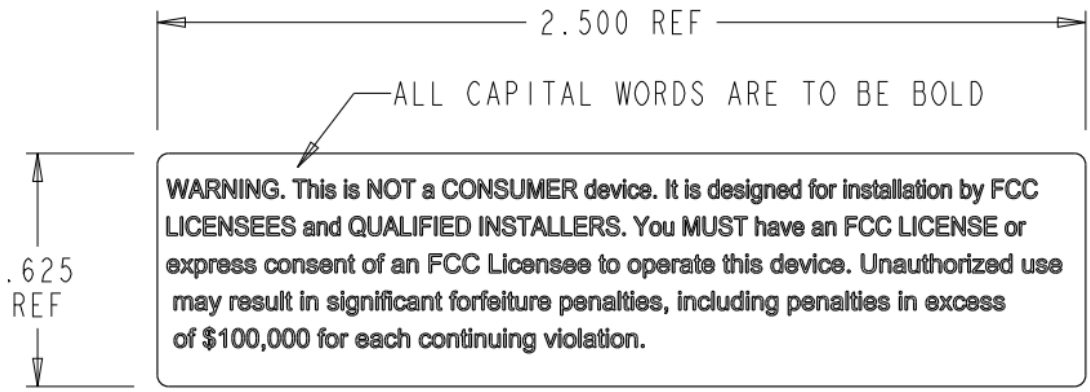 2.500 REF
ALL CAPITAL WORDS ARE TO BE BOLD
WARNING. This is NOT a CONSUMER device. It is designed for installation by FCC
LICENSEES and QUALIFIED INSTALLERS. You MUST have an FCC LICENSE or
express consent of an FCC Licensee to operate this device. Unauthorized use
may result in significant forfeiture penalties, including penalties in excess
of $100,000 for each continuing violation.
.625
REF